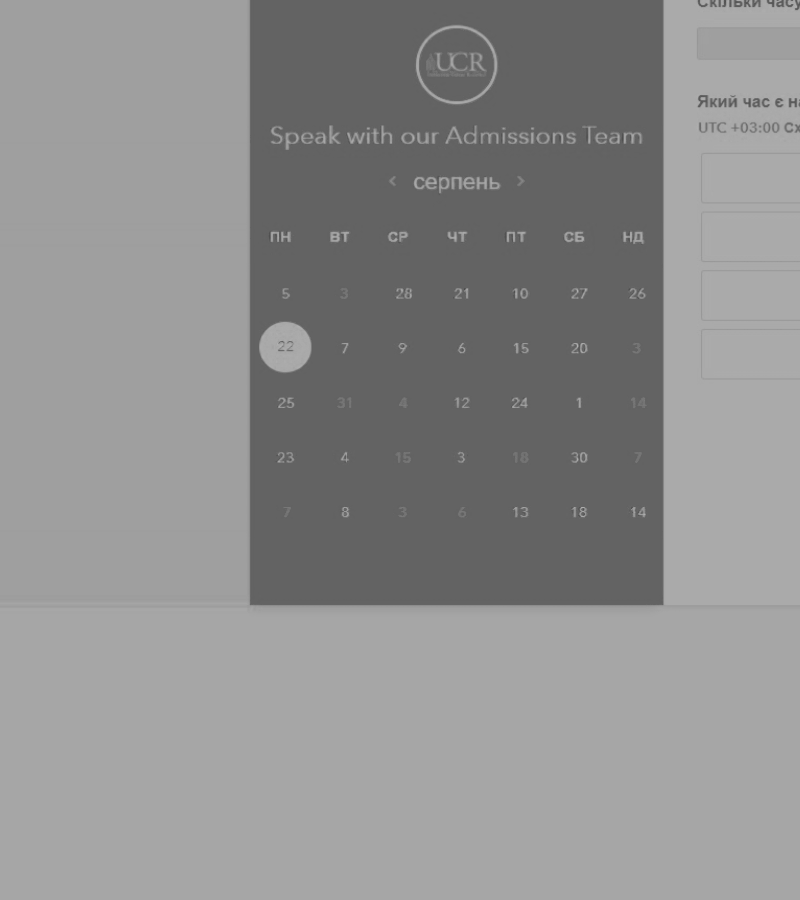 Скільки часу
UCR
Speak with our Admissions Team
серпень
ПН ВТ СР ЧТ ПТ СБ НД
5 3 28 21 10 27 26
22 7 9 6 15 20 3
25 31 4 12 24 1 14
23 4 15 3 18 30 7
7 8 3 6 13 18 14
Який час є
UTC +03:00